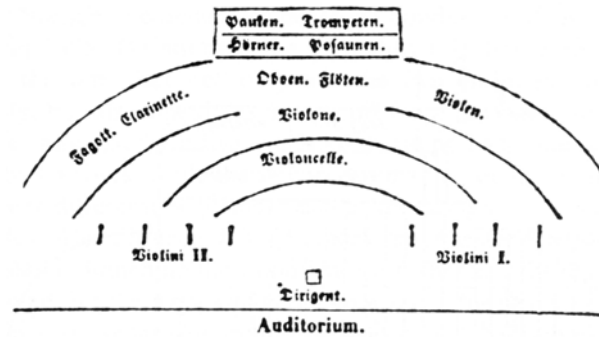 Pauken. Trompeten.
Hörner. Posaunen.
Oboen. Flöten.
Fagott. Clarinette.
Violen.
Violone.
Violoncelle.
Violini II.
Violini I.
Dirigent.
Auditorium.